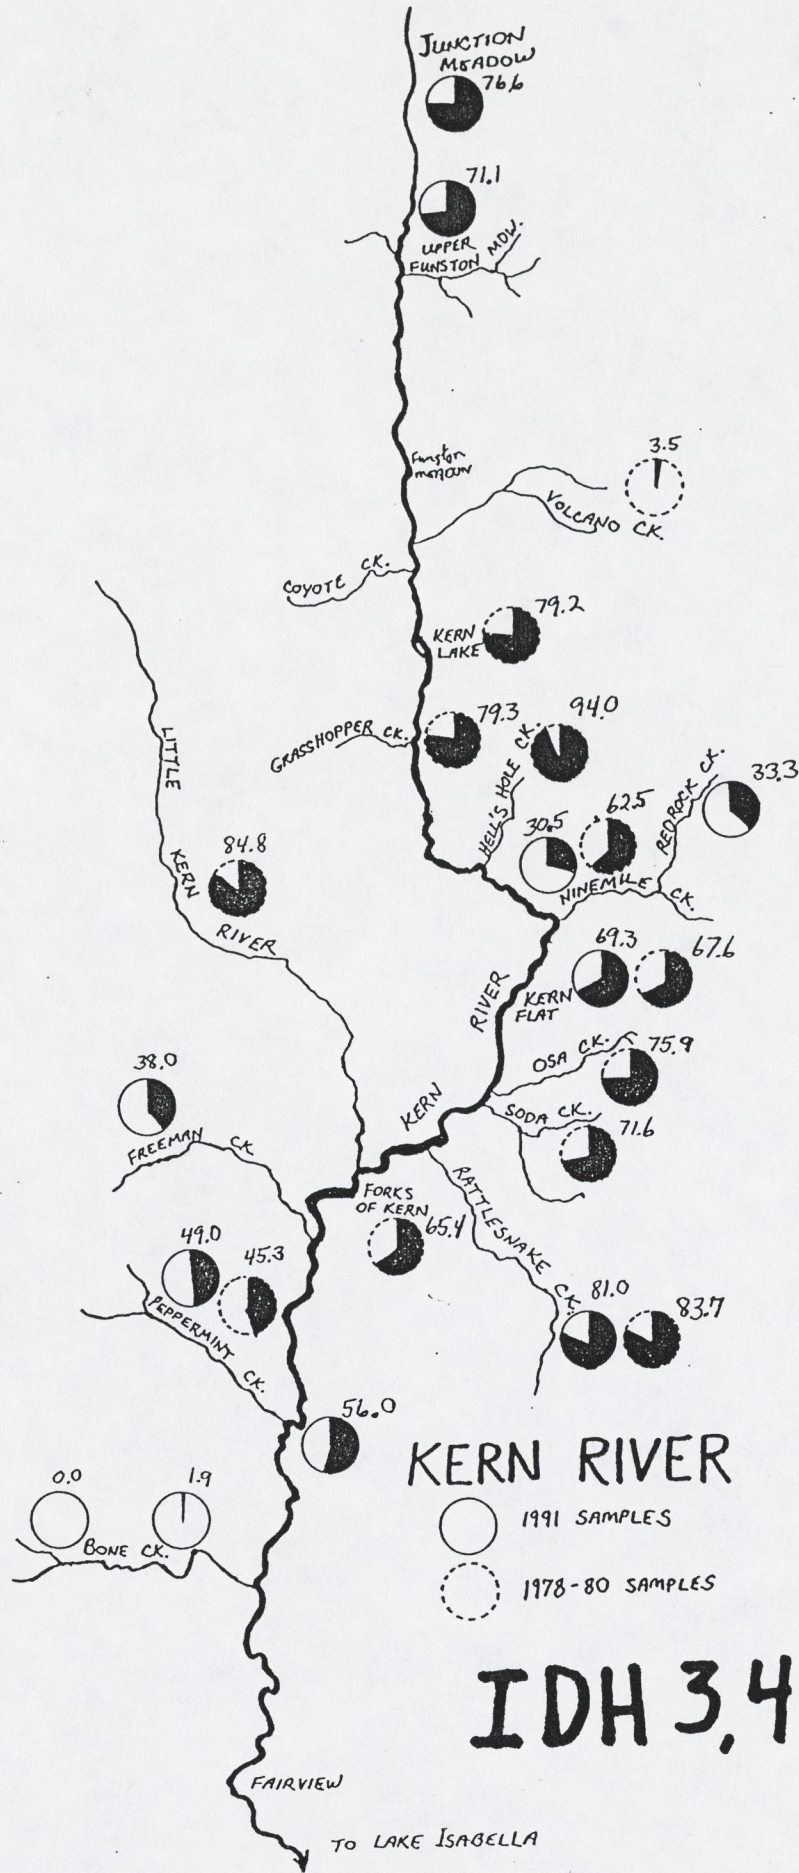 JUNCTION
MEADOW
76.6
71.1
UPPER
FUNSTON MDW.
Funston
meadow
3.5
VOLCANO CK.
COYOTE CK.
KERN
LAKE
79.2
GRASSHOPPER CK.
79.3
94.0
HELL'S HOLE CK.
33.3
REDROCK CK.
62.5
30.5
NINEMILE CK.
LITTLE
KERN
RIVER
84.8
69.3
67.6
KERN
FLAT
RIVER
KERN
OSA CK.
75.9
SODA CK.
71.6
38.0
FREEMAN CK
FORKS
OF KERN
65.4
RATTLESNAKE CK.
81.0
83.7
49.0
45.3
PEPPERMINT CK.
56.0
0.0
1.9
BONE CK.
KERN RIVER
1991 SAMPLES
1978-80 SAMPLES
IDH 3,4
FAIRVIEW
TO LAKE ISABELLA